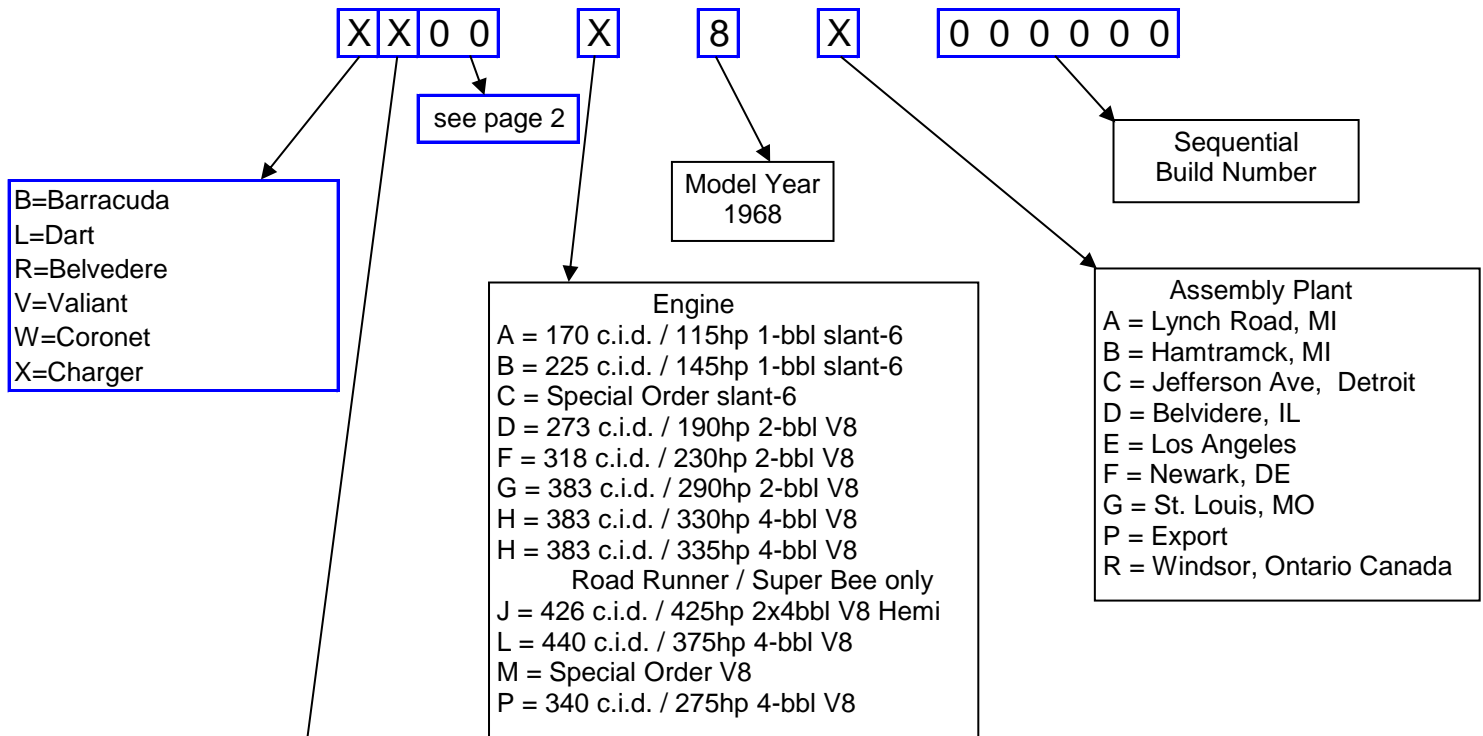 X X 0 0 X 8 X 0 0 0 0 0 0
see page 2
B=Barracuda
L=Dart
R=Belvedere
V=Valiant
W=Coronet
X=Charger
Model Year
1968
Sequential
Build Number
Engine
A = 170 c.i.d. / 115hp 1-bbl slant-6
B = 225 c.i.d. / 145hp 1-bbl slant-6
C = Special Order slant-6
D = 273 c.i.d. / 190hp 2-bbl V8
F = 318 c.i.d. / 230hp 2-bbl V8
G = 383 c.i.d. / 290hp 2-bbl V8
H = 383 c.i.d. / 330hp 4-bbl V8
H = 383 c.i.d. / 335hp 4-bbl V8
Road Runner / Super Bee only
J = 426 c.i.d. / 425hp 2x4bbl V8 Hemi
L = 440 c.i.d. / 375hp 4-bbl V8
M = Special Order V8
P = 340 c.i.d. / 275hp 4-bbl V8
Assembly Plant
A = Lynch Road, MI
B = Hamtramck, MI
C = Jefferson Ave, Detroit
D = Belvidere, IL
E = Los Angeles
F = Newark, DE
G = St. Louis, MO
P = Export
R = Windsor, Ontario Canada